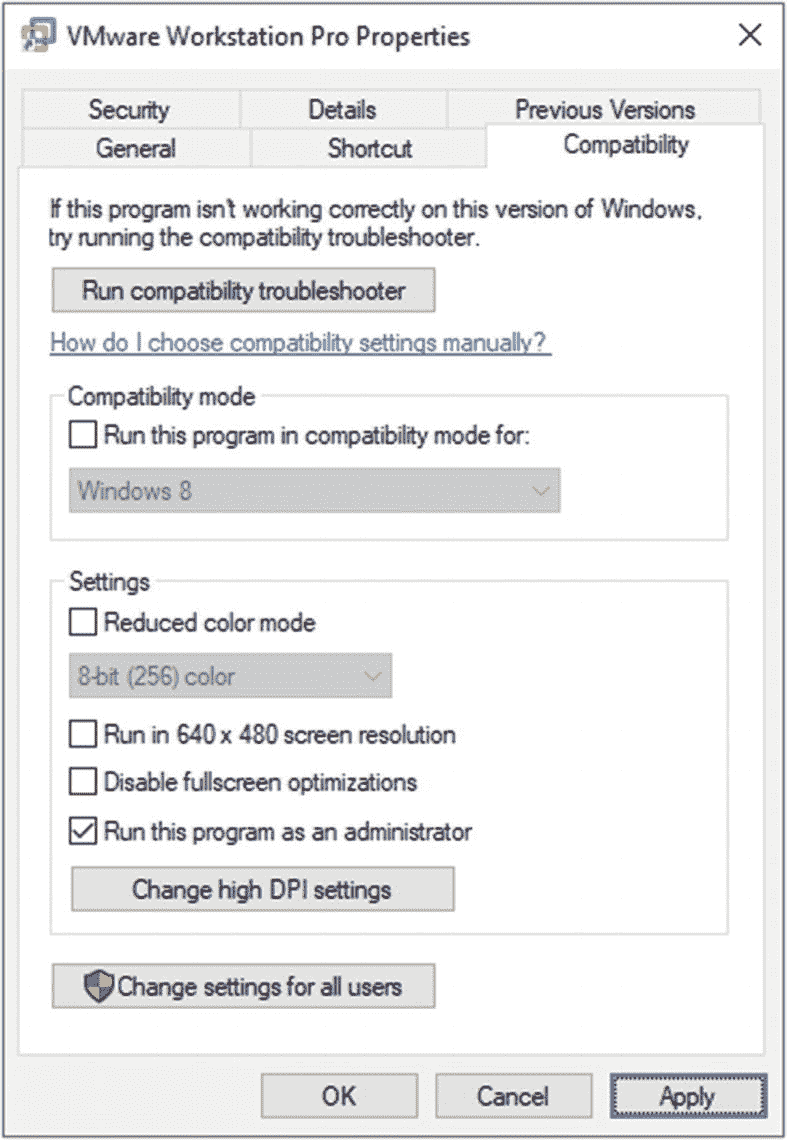 VMware Workstation Pro Properties
Security
Details
Previous Versions
General
Shortcut
Compatibility
If this program isn't working correctly on this version of Windows,
try running the compatibility troubleshooter.
Run compatibility troubleshooter
How do I choose compatibility settings manually?
Compatibility mode
Run this program in compatibility mode for:
Windows 8
Settings
Reduced color mode
8-bit (256) color
Run in 640 x 480 screen resolution
Disable fullscreen optimizations
Run this program as an administrator
Change high DPI settings
Change settings for all users
OK
Cancel
Apply